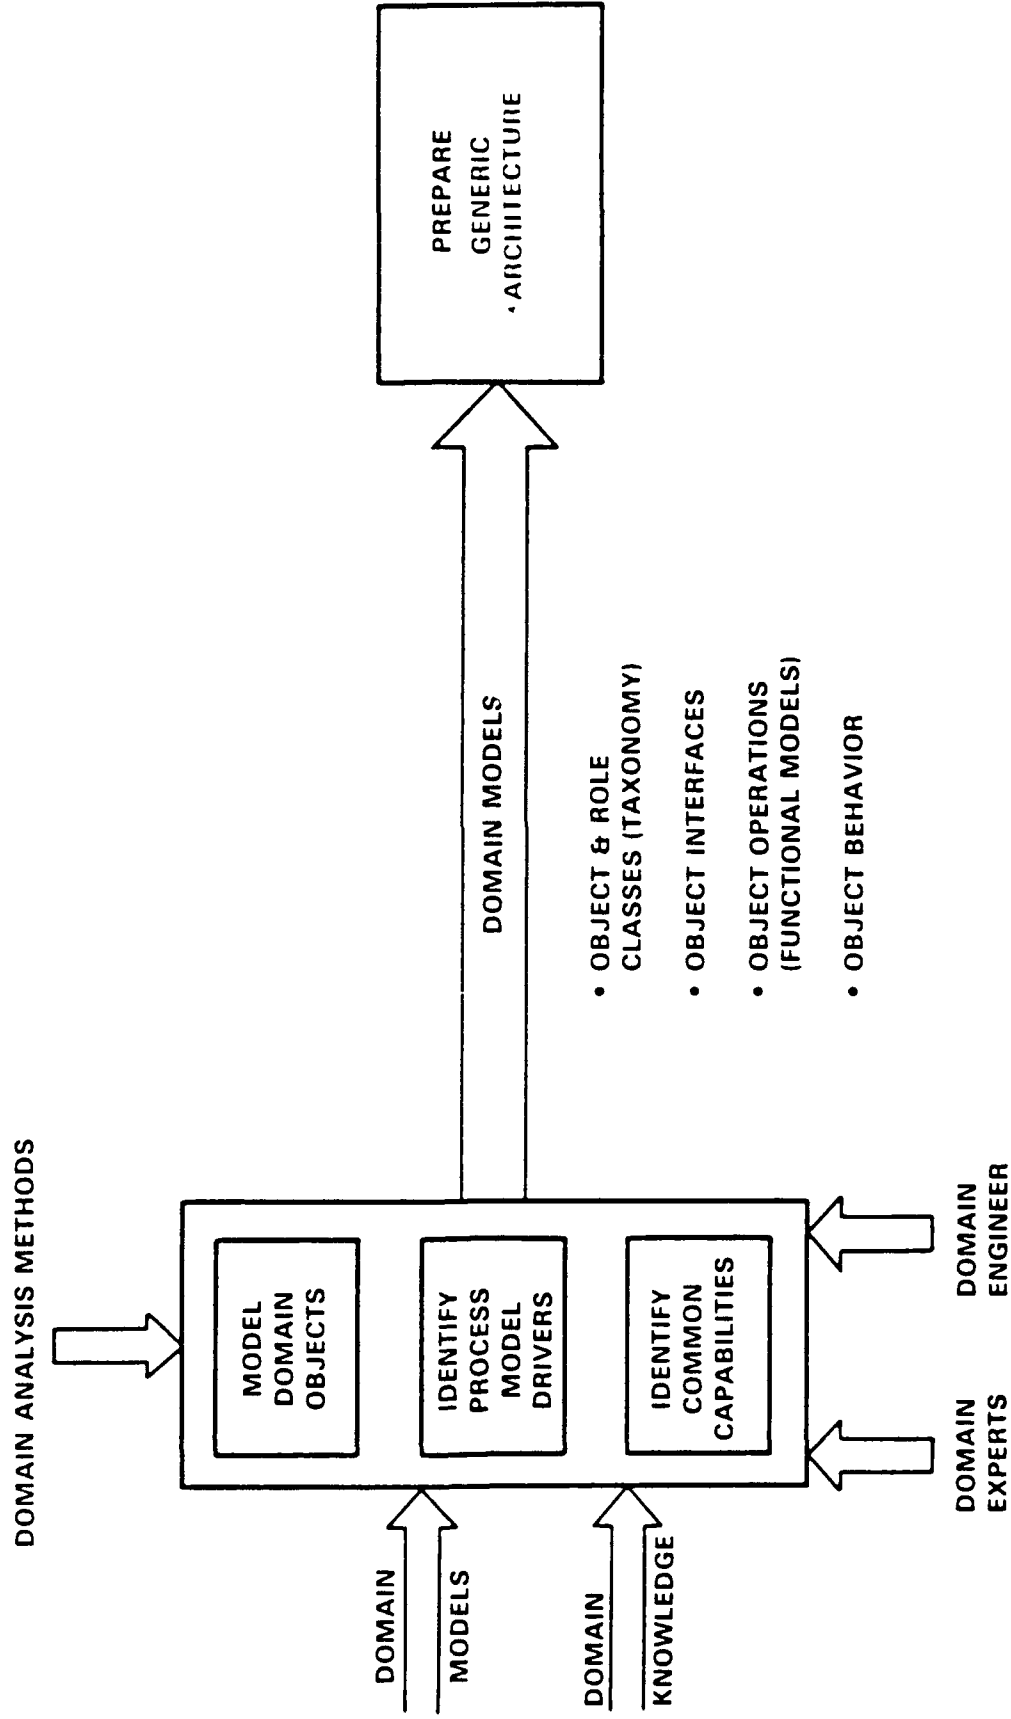 DOMAIN ANALYSIS METHODS
DOMAIN
MODELS
DOMAIN
KNOWLEDGE
MODEL
DOMAIN
OBJECTS
IDENTIFY
PROCESS
MODEL
DRIVERS
IDENTIFY
COMMON
CAPABILITIES
DOMAIN
EXPERTS
DOMAIN
ENGINEER
DOMAIN MODELS
• OBJECT & ROLE
CLASSES (TAXONOMY)
• OBJECT INTERFACES
• OBJECT OPERATIONS
(FUNCTIONAL MODELS)
• OBJECT BEHAVIOR
PREPARE
GENERIC
ARCHITECTURE